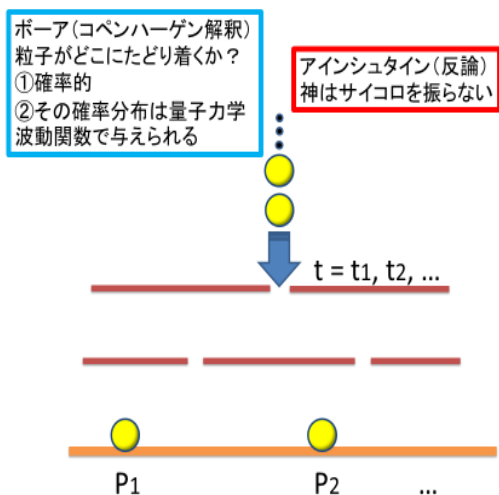 ボーア（コペンハーゲン解釈）
粒子がどこにたどり着くか？
①確率的
②その確率分布は量子力学
波動関数で与えられる
アインシュタイン（反論）
神はサイコロを振らない
t = t1, t2, ...
P1 P2 ...